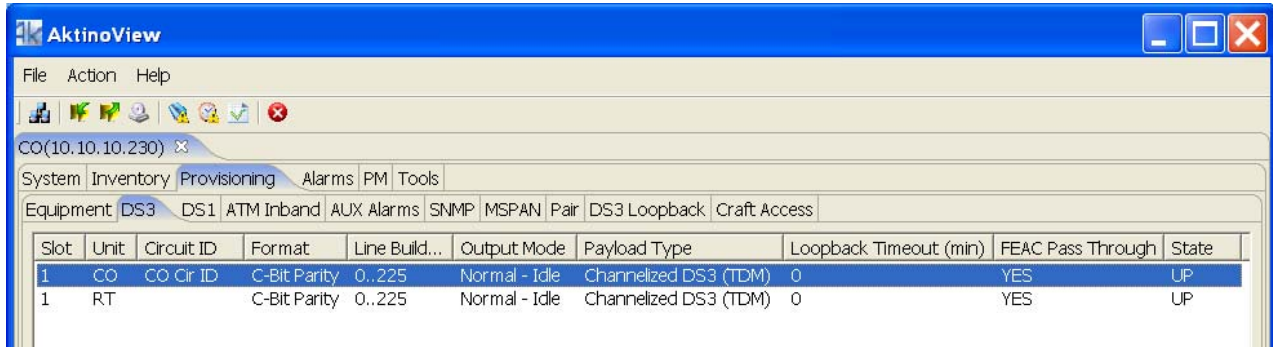 AktinoView
File Action Help
CO(10.10.10.230)
System Inventory Provisioning Alarms PM Tools
Equipment DS3 DS1 ATM Inband AUX Alarms SNMP MSPAN Pair DS3 Loopback Craft Access
Slot Unit Circuit ID Format Line Build... Output Mode Payload Type Loopback Timeout (min) FEAC Pass Through State
1 CO CO Cir ID C-Bit Parity 0..225 Normal - Idle Channelized DS3 (TDM) 0 YES UP
1 RT C-Bit Parity 0..225 Normal - Idle Channelized DS3 (TDM) 0 YES UP